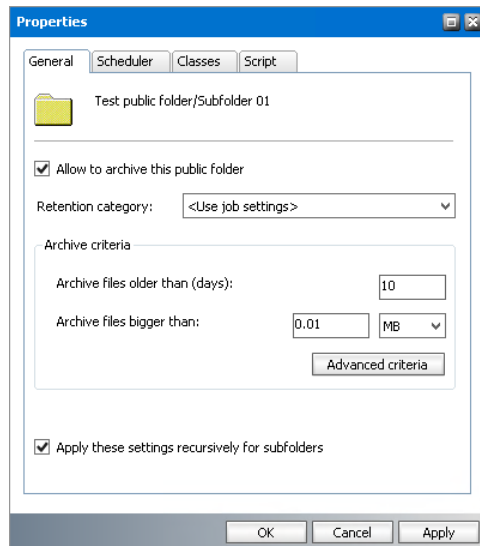 Properties
General Scheduler Classes Script
Test public folder/Subfolder 01
Allow to archive this public folder
Retention category: <Use job settings>
Archive criteria
Archive files older than (days): 10
Archive files bigger than: 0.01 MB
Advanced criteria
Apply these settings recursively for subfolders
OK Cancel Apply